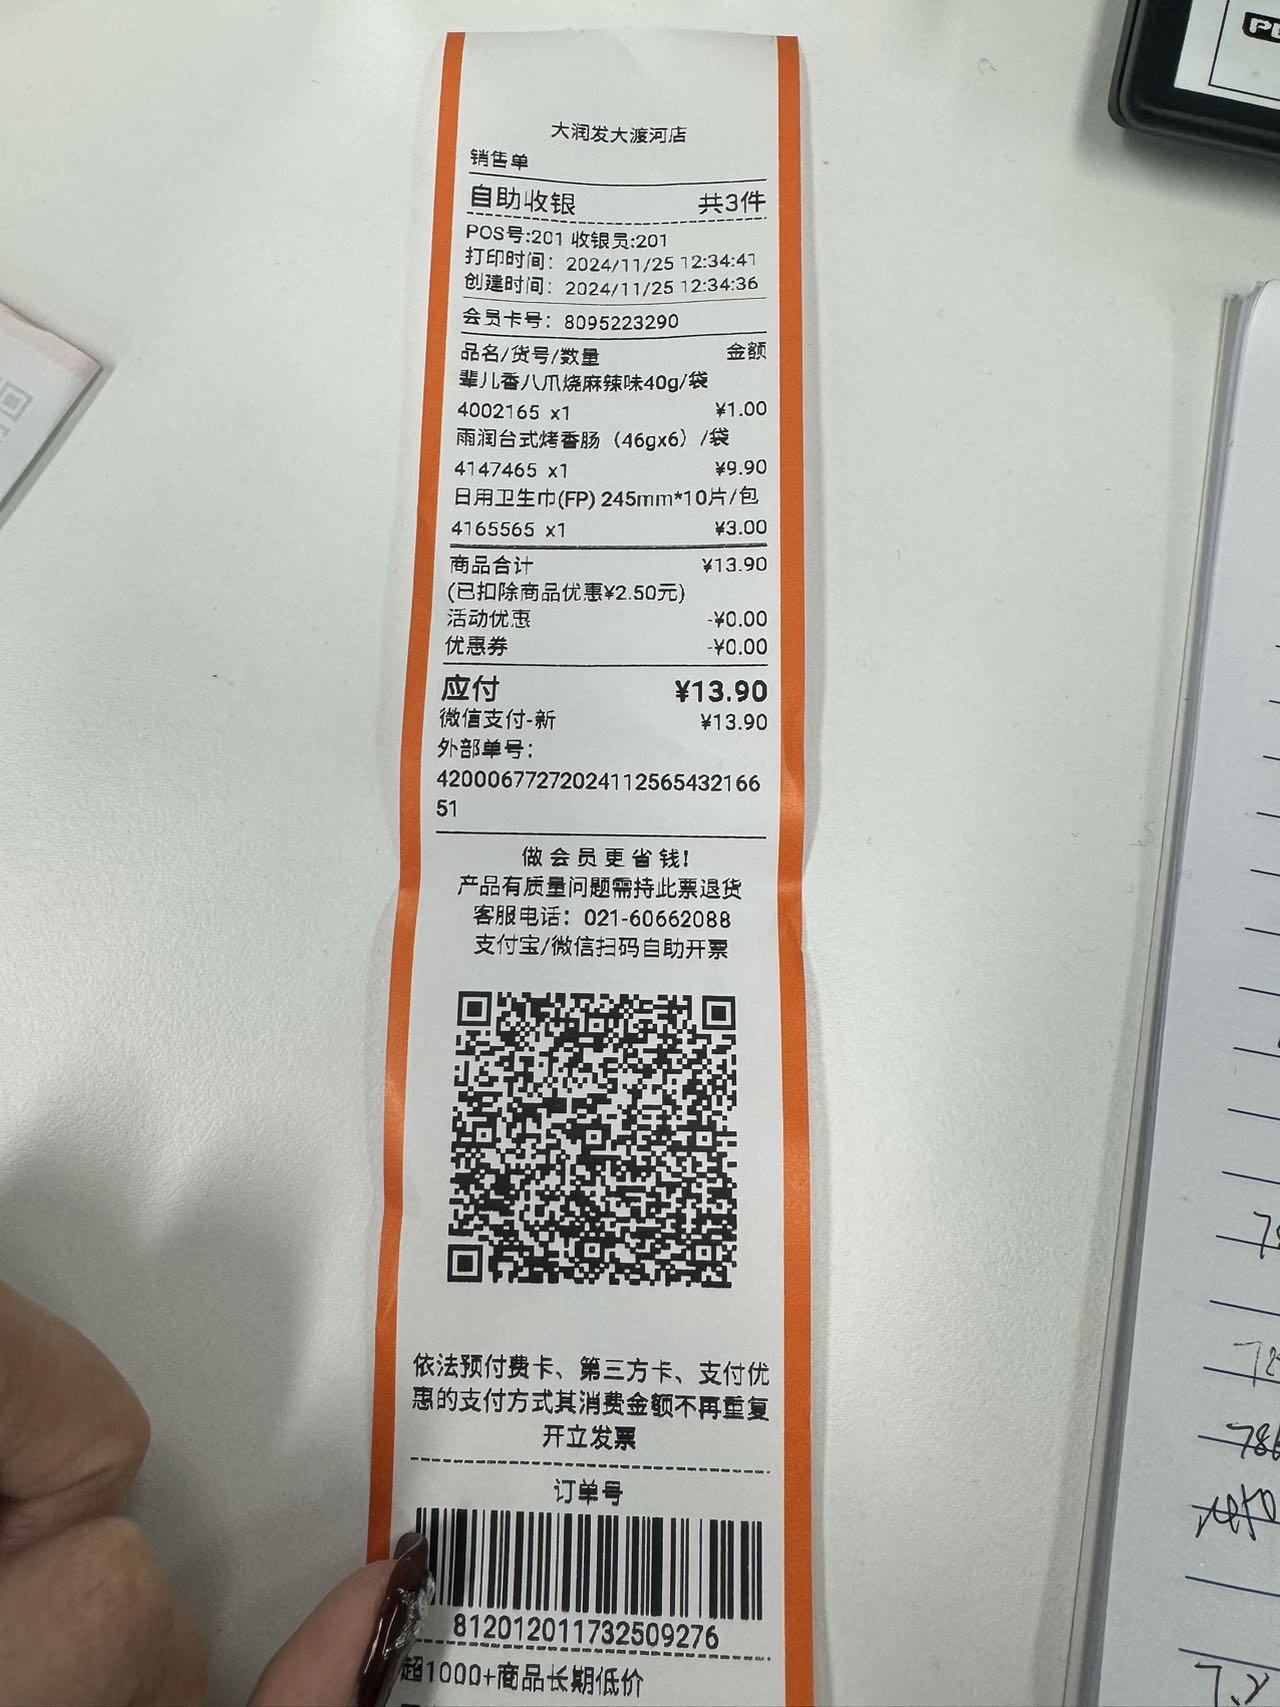 大润发大渡河店
销售单
自助收银 共3件
POS号:201 收银员:201
打印时间： 2024/11/25 12:34:41
创建时间： 2024/11/25 12:34:36
会员卡号： 8095223290
品名/货号/数量 金额
辈儿香八爪烧麻辣味40g/袋
4002165 x1 ¥1.00
雨润台式烤香肠（46gx6）/袋
4147465 x1 ¥9.90
日用卫生巾(FP) 245mm*10片/包
4165565 x1 ¥3.00
商品合计 ¥13.90
(已扣除商品优惠¥2.50元)
活动优惠 -¥0.00
优惠券 -¥0.00
应付 ¥13.90
微信支付-新 ¥13.90
外部单号：
42000677272024112565432166
51
做会员更省钱!
产品有质量问题需持此票退货
客服电话： 021-60662088
支付宝/微信扫码自助开票
依法预付费卡、第三方卡、支付优
惠的支付方式其消费金额不再重复
开立发票
订单号
812012011732509276
超1000+商品长期低价